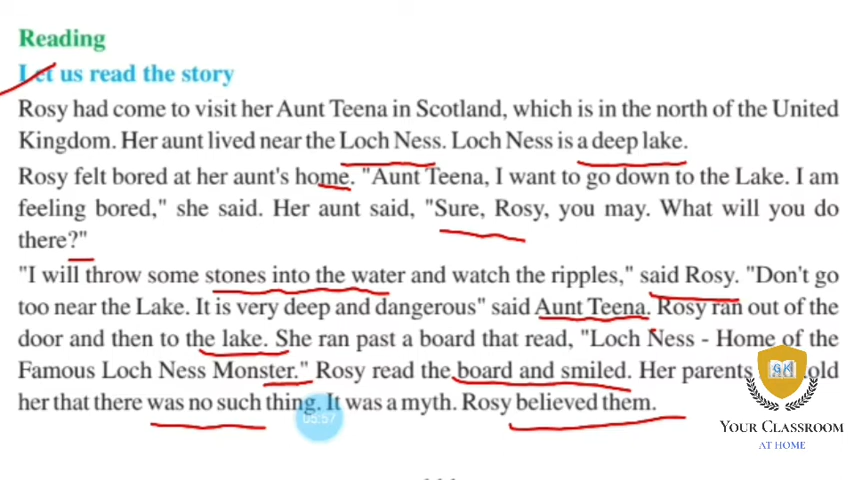 Reading
Let us read the story
Rosy had come to visit her Aunt Teena in Scotland, which is in the north of the United
Kingdom. Her aunt lived near the Loch Ness. Loch Ness is a deep lake.
Rosy felt bored at her aunt's home. "Aunt Teena, I want to go down to the Lake. I am
feeling bored," she said. Her aunt said, "Sure, Rosy, you may. What will you do
there?"
"I will throw some stones into the water and watch the ripples," said Rosy. "Don't go
too near the Lake. It is very deep and dangerous" said Aunt Teena. Rosy ran out of the
door and then to the lake. She ran past a board that read, "Loch Ness - Home of the
Famous Loch Ness Monster." Rosy read the board and smiled. Her parents
her that there was no such thing. It was a myth. Rosy believed them.
05:57
GK
YOUR CLASSROOM
AT HOME